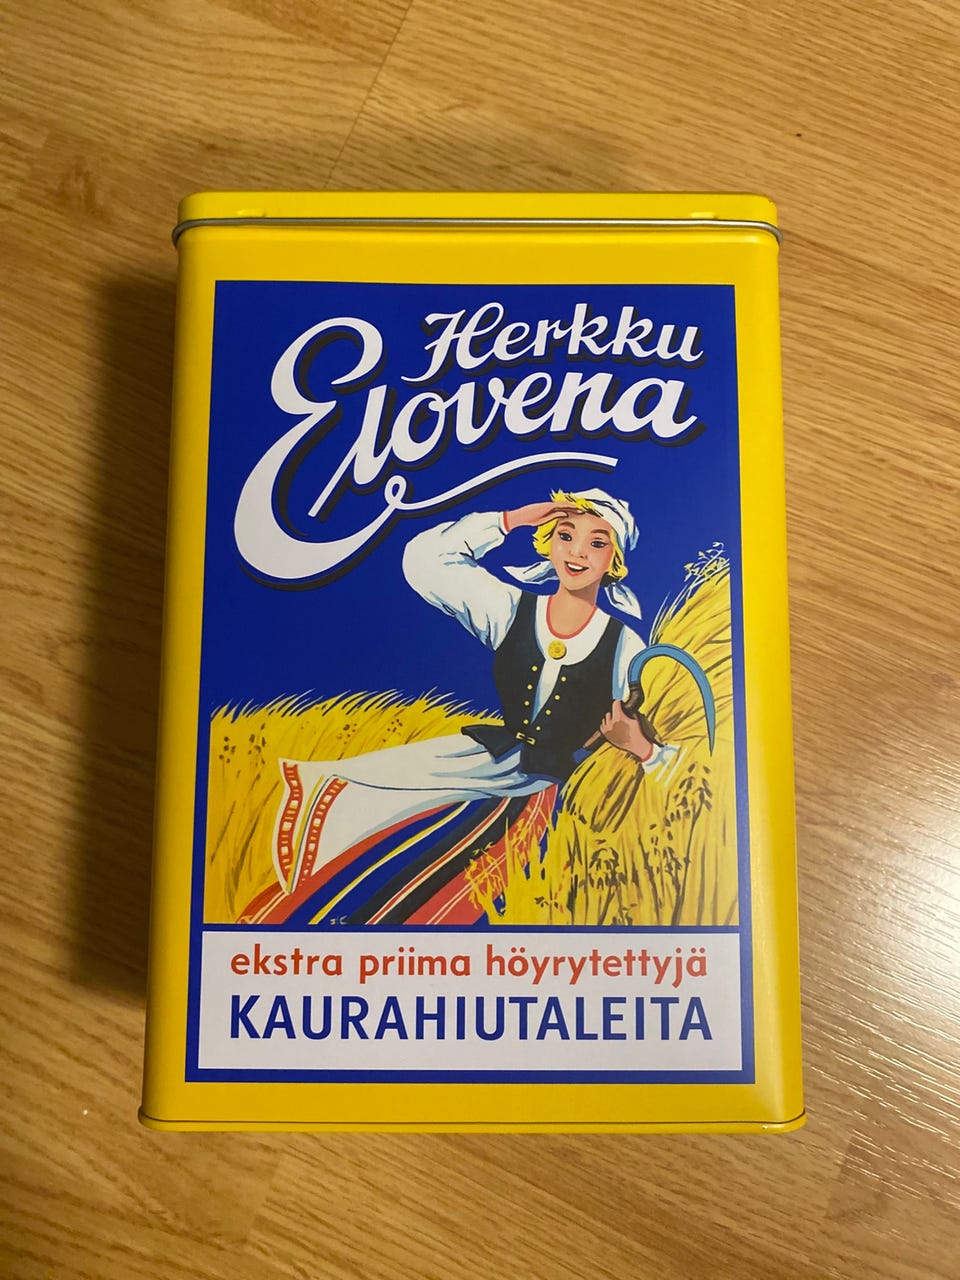 Herkku
Elovena
ekstra priima höyrytettyjä
KAURAHIUTALEITA